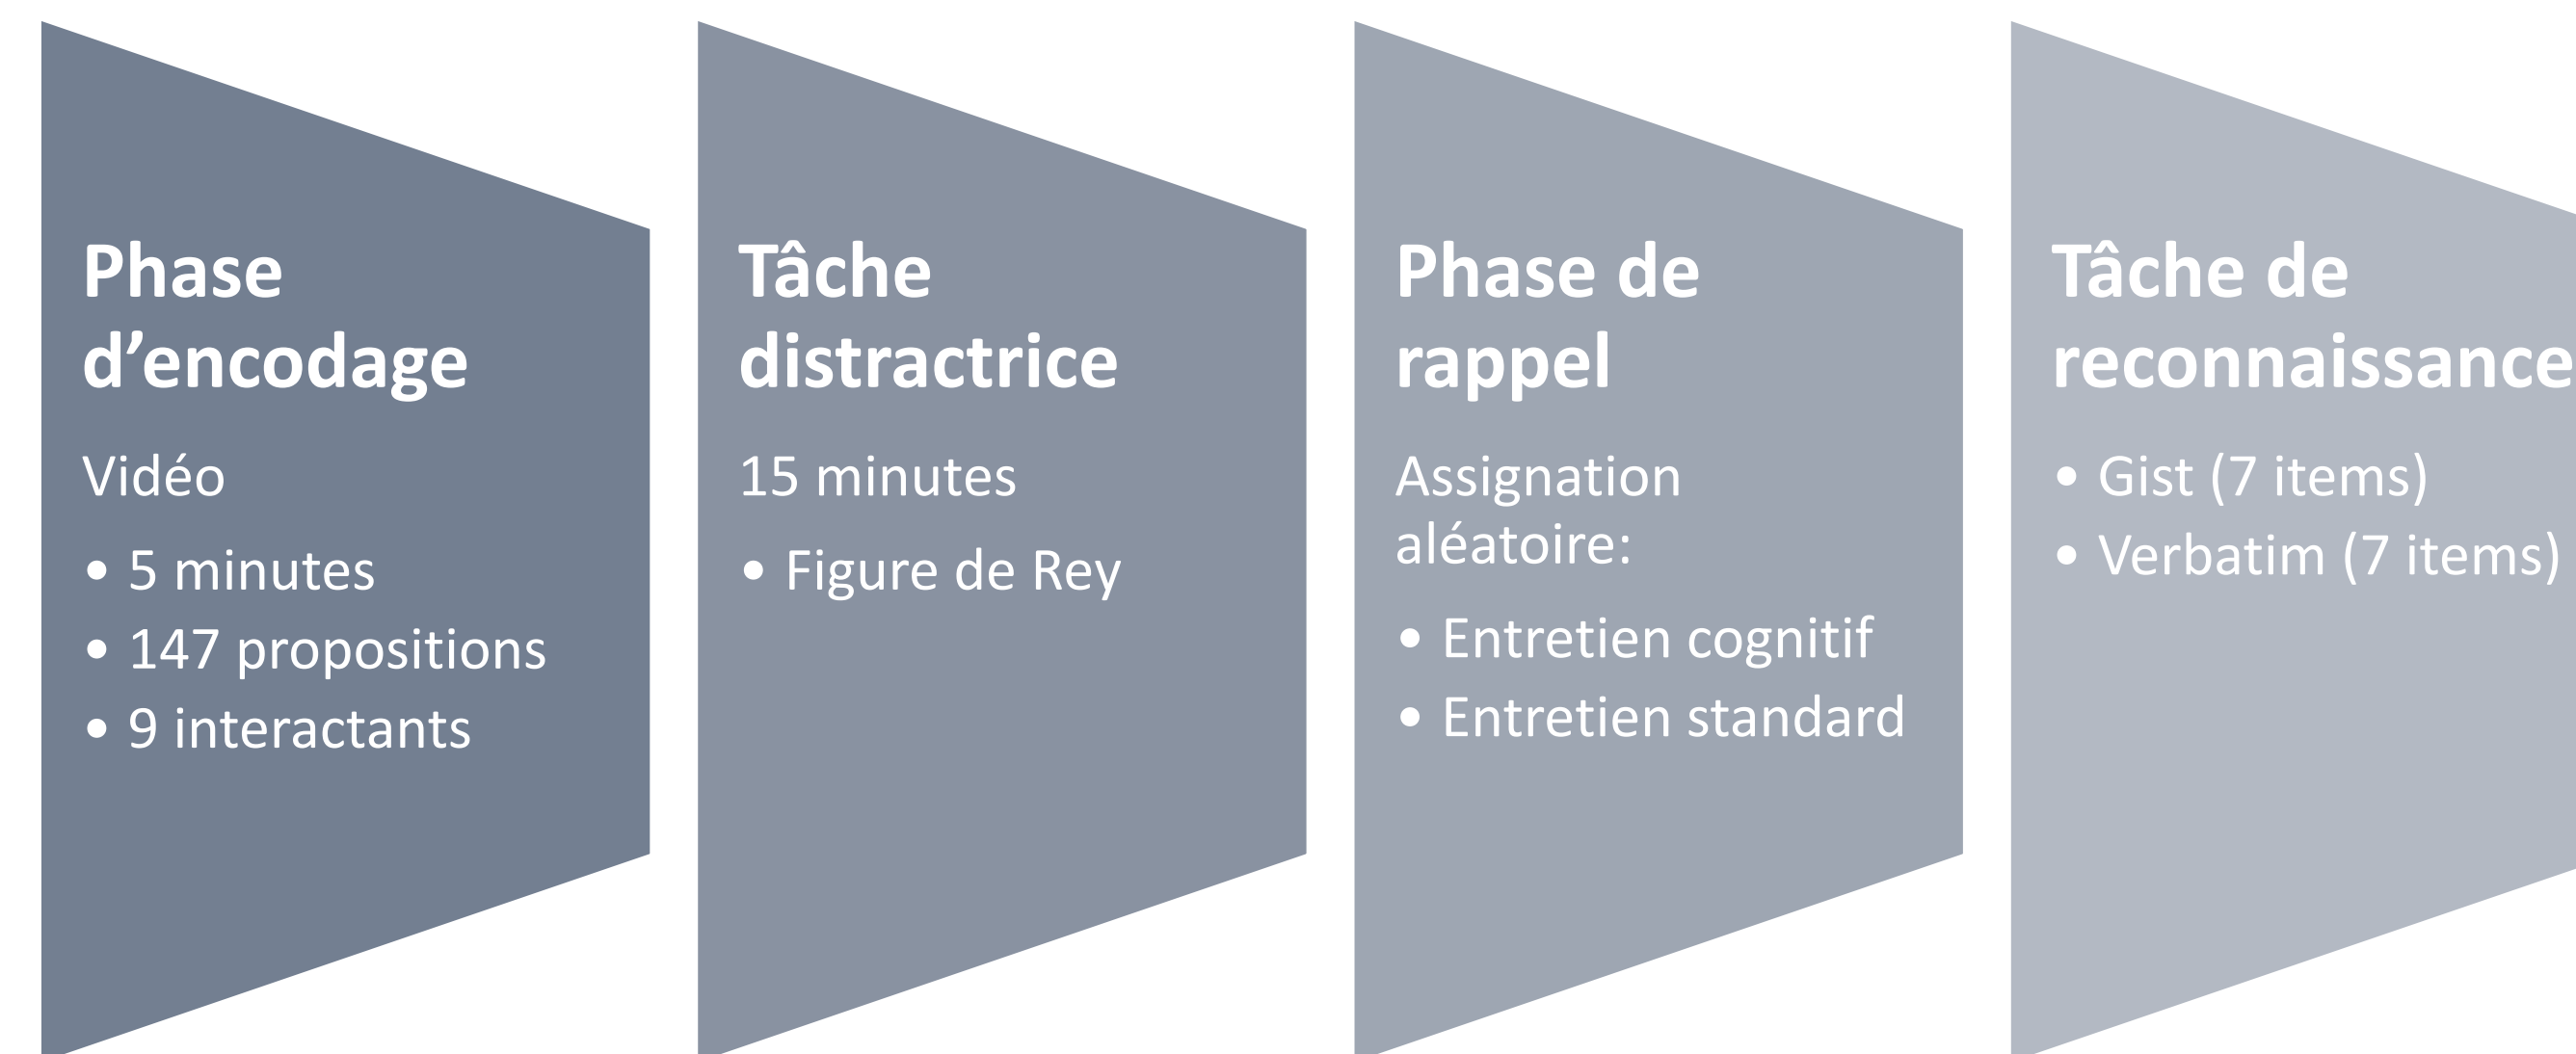 Phase
d’encodage
Vidéo
• 5 minutes
• 147 propositions
• 9 interactants
Tâche
distractrice
15 minutes
• Figure de Rey
Phase de
rappel
Assignation
aléatoire:
• Entretien cognitif
• Entretien standard
Tâche de
reconnaissance
• Gist (7 items)
• Verbatim (7 items)